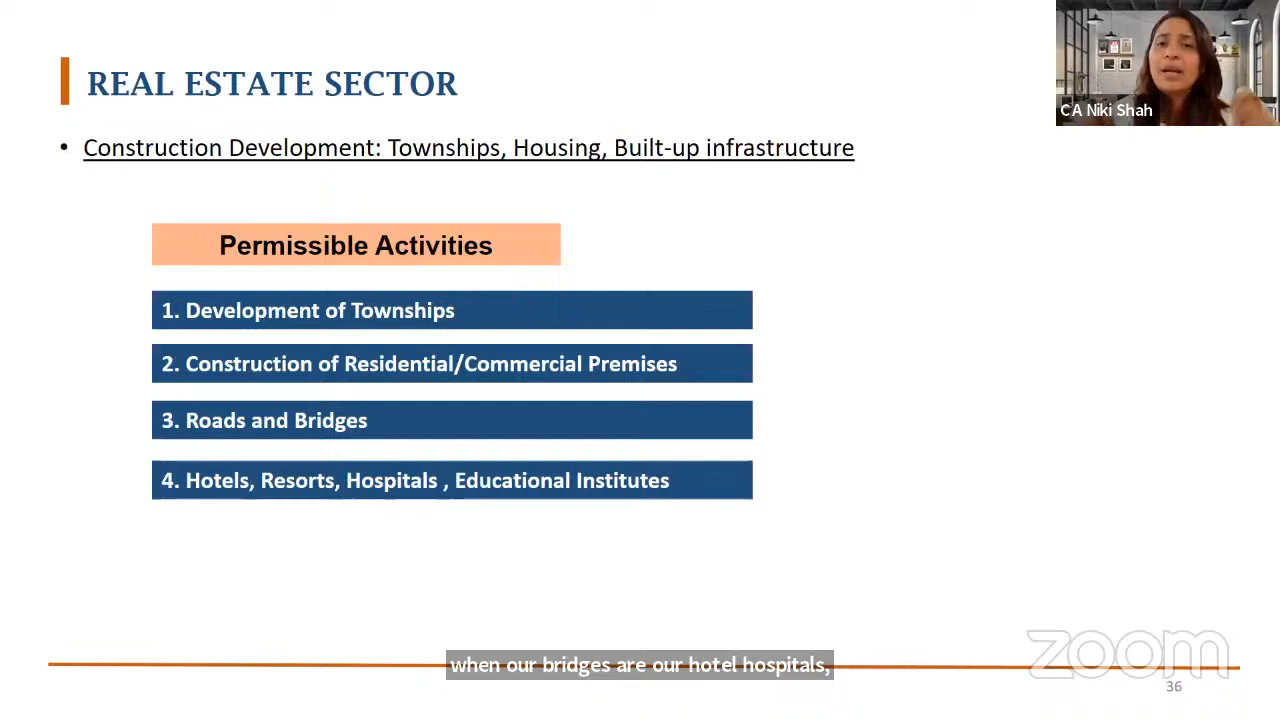 REAL ESTATE SECTOR
• Construction Development: Townships, Housing, Built-up infrastructure
Permissible Activities
1. Development of Townships
2. Construction of Residential/Commercial Premises
3. Roads and Bridges
4. Hotels, Resorts, Hospitals , Educational Institutes
CA Niki Shah
when our bridges are our hotel hospitals,
zoom
36